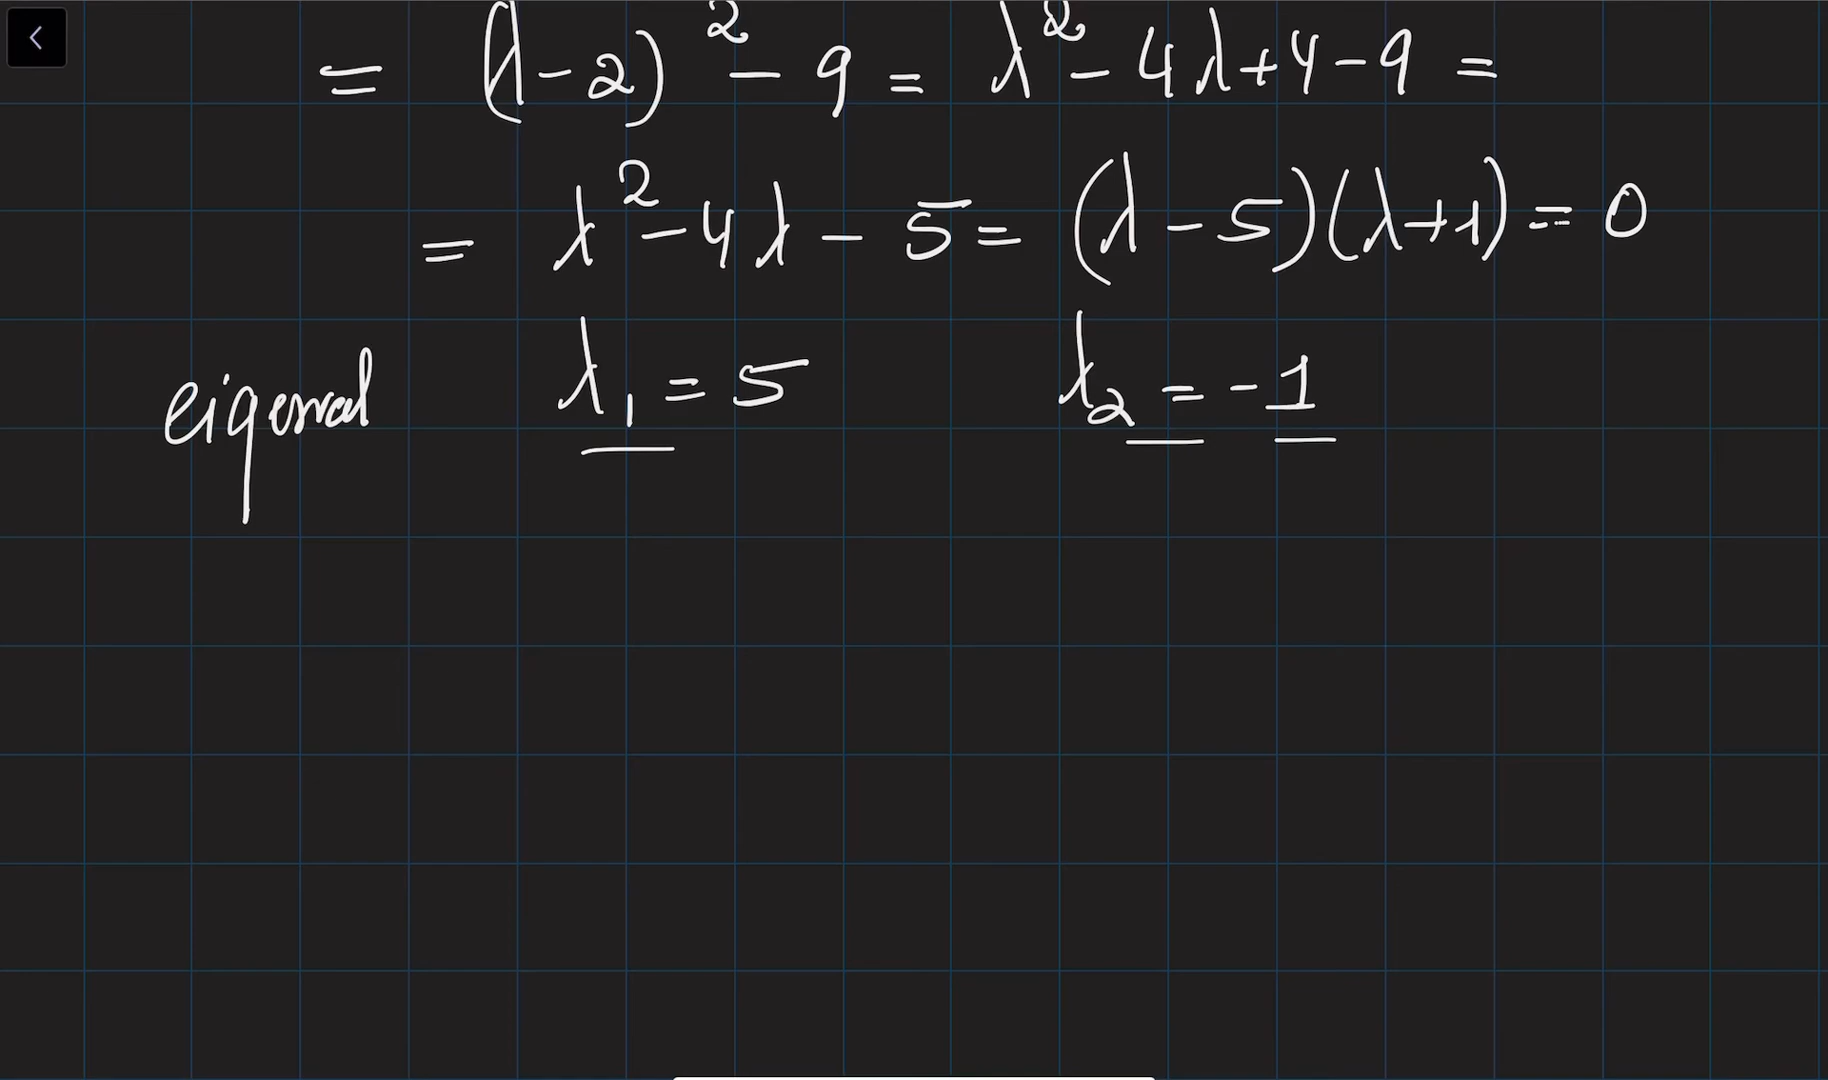 = (λ-2)² - 9 = λ² - 4λ+4-9 =
= λ² - 4λ - 5 = (λ-5)(λ+1) = 0
eigenval λ₁ = 5 λ₂ = -1